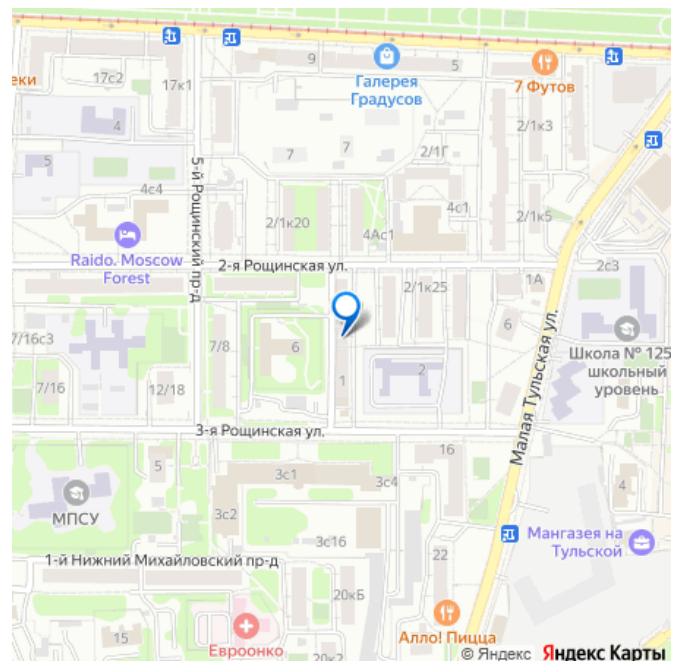 9
5
Галерея
Градусов
7 Футов
еки
17с2
17к1
4
5
7
7
2/1Г
2/1к3
5-й Рощинский пр-д
4с4
2/1к20
4Ас1
4с1
2/1к5
Raido. Moscow
Forest
2-я Рощинская ул.
2/1к25
1А
2с3
7/16с3
7/8
6
6
Школа № 125
школьный
уровень
7/16
12/18
1
2
Малая Тульская ул.
3-я Рощинская ул.
16
5
3с1
3с4
4
МПСУ
3с2
3с16
Мангазея на
Тульской
1-й Нижний Михайловский пр-д
22
20кБ
15
Евроонко
20к2
Алло! Пицца
© Яндекс Яндекс Карты